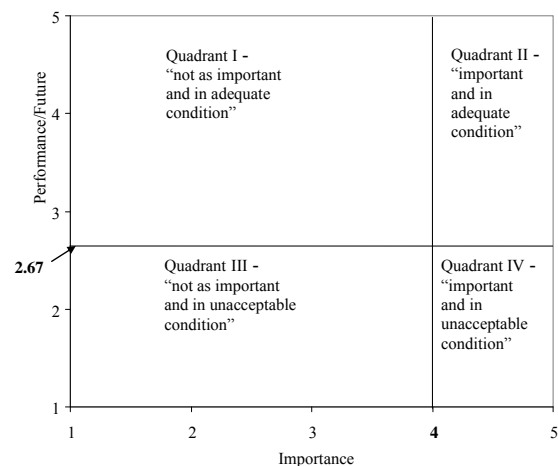 5
4
3
2
1
Performance/Future
2.67
Quadrant I -
“not as important
and in adequate
condition”
Quadrant II -
“important
and in
adequate
condition”
Quadrant III -
“not as important
and in unacceptable
condition”
Quadrant IV -
“important
and in
unacceptable
condition”
1 2 3 4 5
Importance